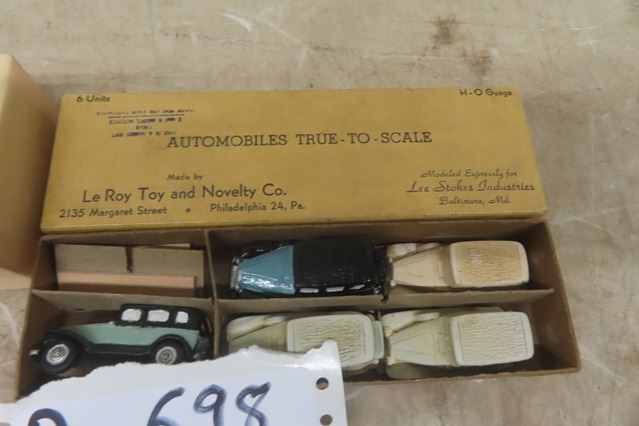 6 Units
H-O Guage
AUTOMOBILES TRUE-TO-SCALE
Made by
Le Roy Toy and Novelty Co.
2135 Margaret Street + Philadelphia 24, Pa.
Modeled Expressly for
Lee Stokes Industries
Baltimore, Md.
698